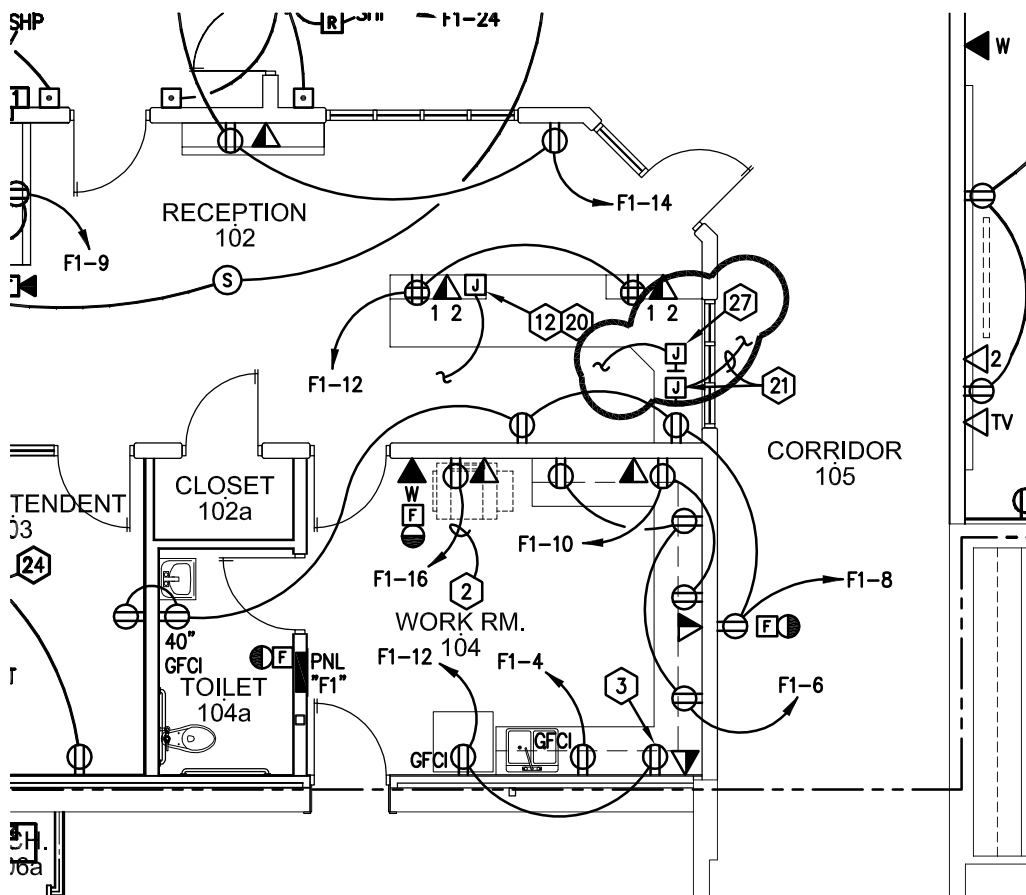 SHP
R
F1-24
W
F1-14
RECEPTION
102
F1-9
S
J
1 2
12
20
1 2
27
J
F1-12
J
21
2
TV
CORRIDOR
105
CLOSET
102a
TENDENT
24
W
F
F1-10
F1-16
2
F1-8
WORK RM.
104
F
40"
GFCI
F
PNL
"F1"
TOILET
104a
F1-12
F1-4
3
F1-6
GFCI
GFCI
CH.